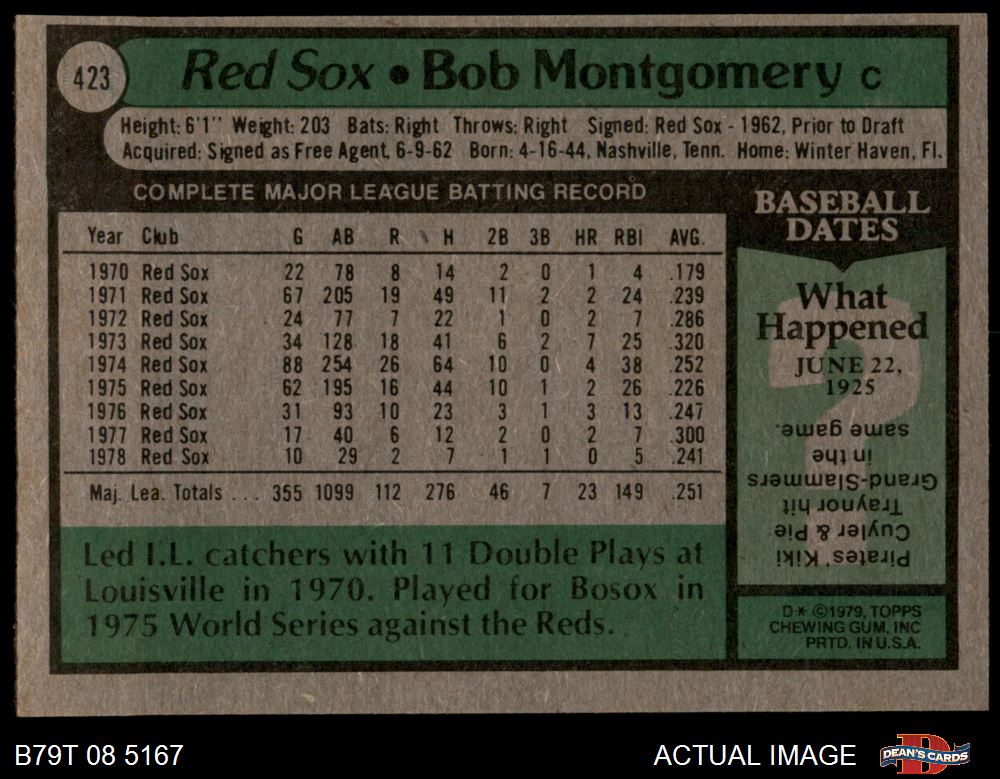 423
Red Sox • Bob Montgomery C
Height: 6'1" Weight: 203 Bats: Right Throws: Right Signed: Red Sox - 1962, Prior to Draft
Acquired: Signed as Free Agent, 6-9-62 Born: 4-16-44, Nashville, Tenn. Home: Winter Haven, Fl.
COMPLETE MAJOR LEAGUE BATTING RECORD
Year Club G AB R H 2B 3B HR RBI AVG.
1970 Red Sox 22 78 8 14 2 0 1 4 .179
1971 Red Sox 67 205 19 49 11 2 2 24 .239
1972 Red Sox 24 77 7 22 1 0 2 7 .286
1973 Red Sox 34 128 18 41 6 2 7 25 .320
1974 Red Sox 88 254 26 64 10 0 4 38 .252
1975 Red Sox 62 195 16 44 10 1 2 26 .226
1976 Red Sox 31 93 10 23 3 1 3 13 .247
1977 Red Sox 17 40 6 12 2 0 2 7 .300
1978 Red Sox 10 29 2 7 1 1 0 5 .241
Maj. Lea. Totals ... 355 1099 112 276 46 7 23 149 .251
Led I.L. catchers with 11 Double Plays at
Louisville in 1970. Played for Bosox in
1975 World Series against the Reds.
BASEBALL
DATES
What
Happened
JUNE 22,
1925
?
Pirates' Kiki
Cuyler & Pie
Traynor hit
Grand-Slammers
in the
same game.
D* ©1979, TOPPS
CHEWING GUM, INC
PRTD. IN U.S.A.
B79T 08 5167
ACTUAL IMAGE
DEAN'S CARDS